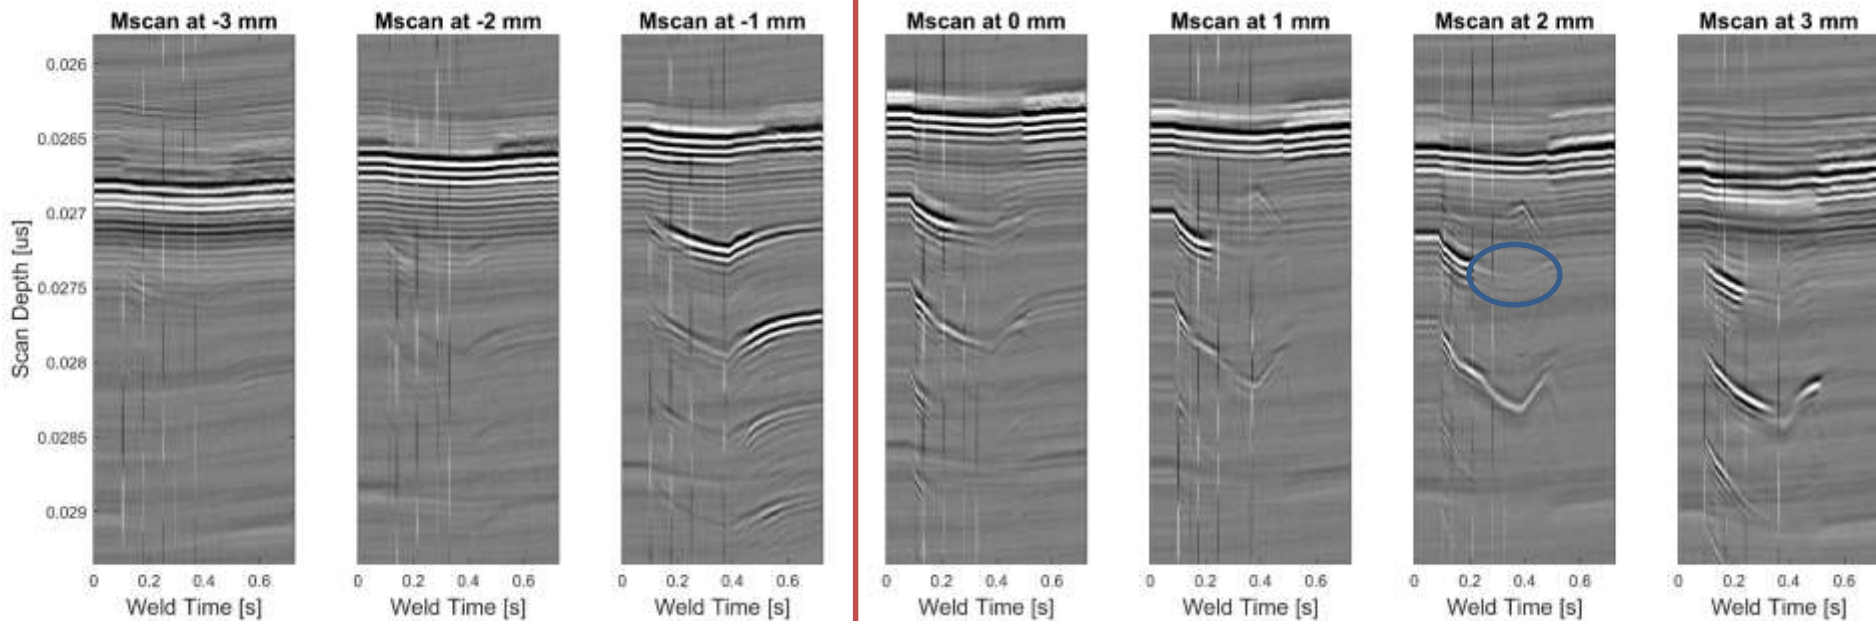 Mscan at -3 mm
Mscan at -2 mm
Mscan at -1 mm
Mscan at 0 mm
Mscan at 1 mm
Mscan at 2 mm
Mscan at 3 mm
Scan Depth [us]
0.026
0.0265
0.027
0.0275
0.028
0.0285
0.029
0 0.2 0.4 0.6
0 0.2 0.4 0.6
0 0.2 0.4 0.6
0 0.2 0.4 0.6
0 0.2 0.4 0.6
0 0.2 0.4 0.6
0 0.2 0.4 0.6
Weld Time [s]
Weld Time [s]
Weld Time [s]
Weld Time [s]
Weld Time [s]
Weld Time [s]
Weld Time [s]